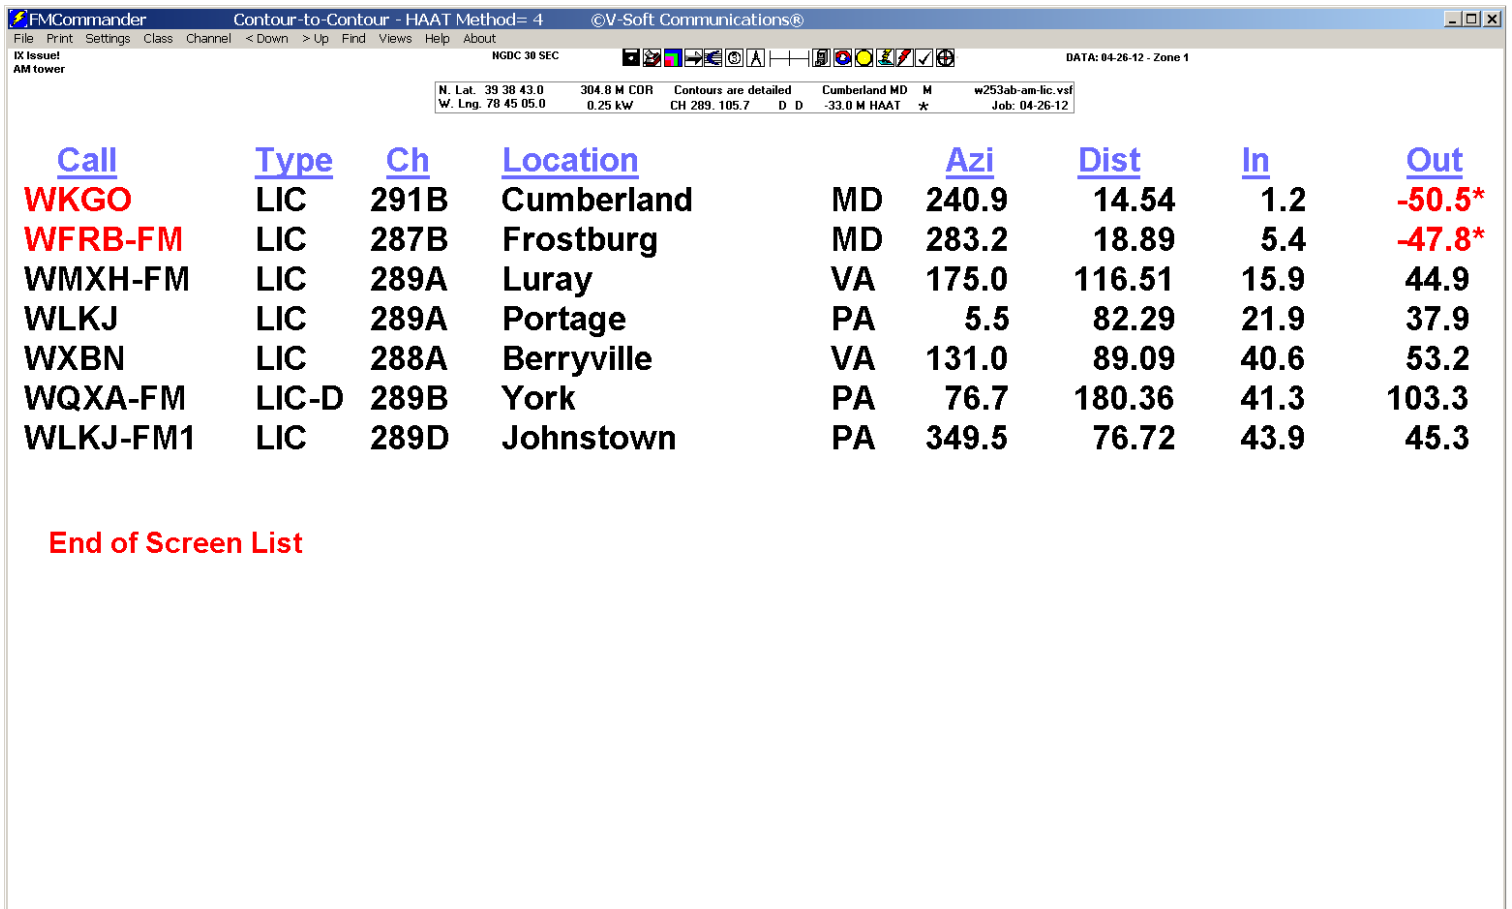 FMCommander Contour-to-Contour - HAAT Method= 4 ©V-Soft Communications®
File Print Settings Class Channel < Down > Up Find Views Help About
IX Issue! NGDC 30 SEC DATA: 04-26-12 - Zone 1
AM tower
N. Lat. 39 38 43.0 304.8 M COR Contours are detailed Cumberland MD M w253ab-am-lic.vsf
W. Lng. 78 45 05.0 0.25 kW CH 289. 105.7 D D -33.0 M HAAT * Job: 04-26-12
Call Type Ch Location Azi Dist In Out
WKGO LIC 291B Cumberland MD 240.9 14.54 1.2 -50.5*
WFRB-FM LIC 287B Frostburg MD 283.2 18.89 5.4 -47.8*
WMXH-FM LIC 289A Luray VA 175.0 116.51 15.9 44.9
WLKJ LIC 289A Portage PA 5.5 82.29 21.9 37.9
WXBN LIC 288A Berryville VA 131.0 89.09 40.6 53.2
WQXA-FM LIC-D 289B York PA 76.7 180.36 41.3 103.3
WLKJ-FM1 LIC 289D Johnstown PA 349.5 76.72 43.9 45.3
End of Screen List